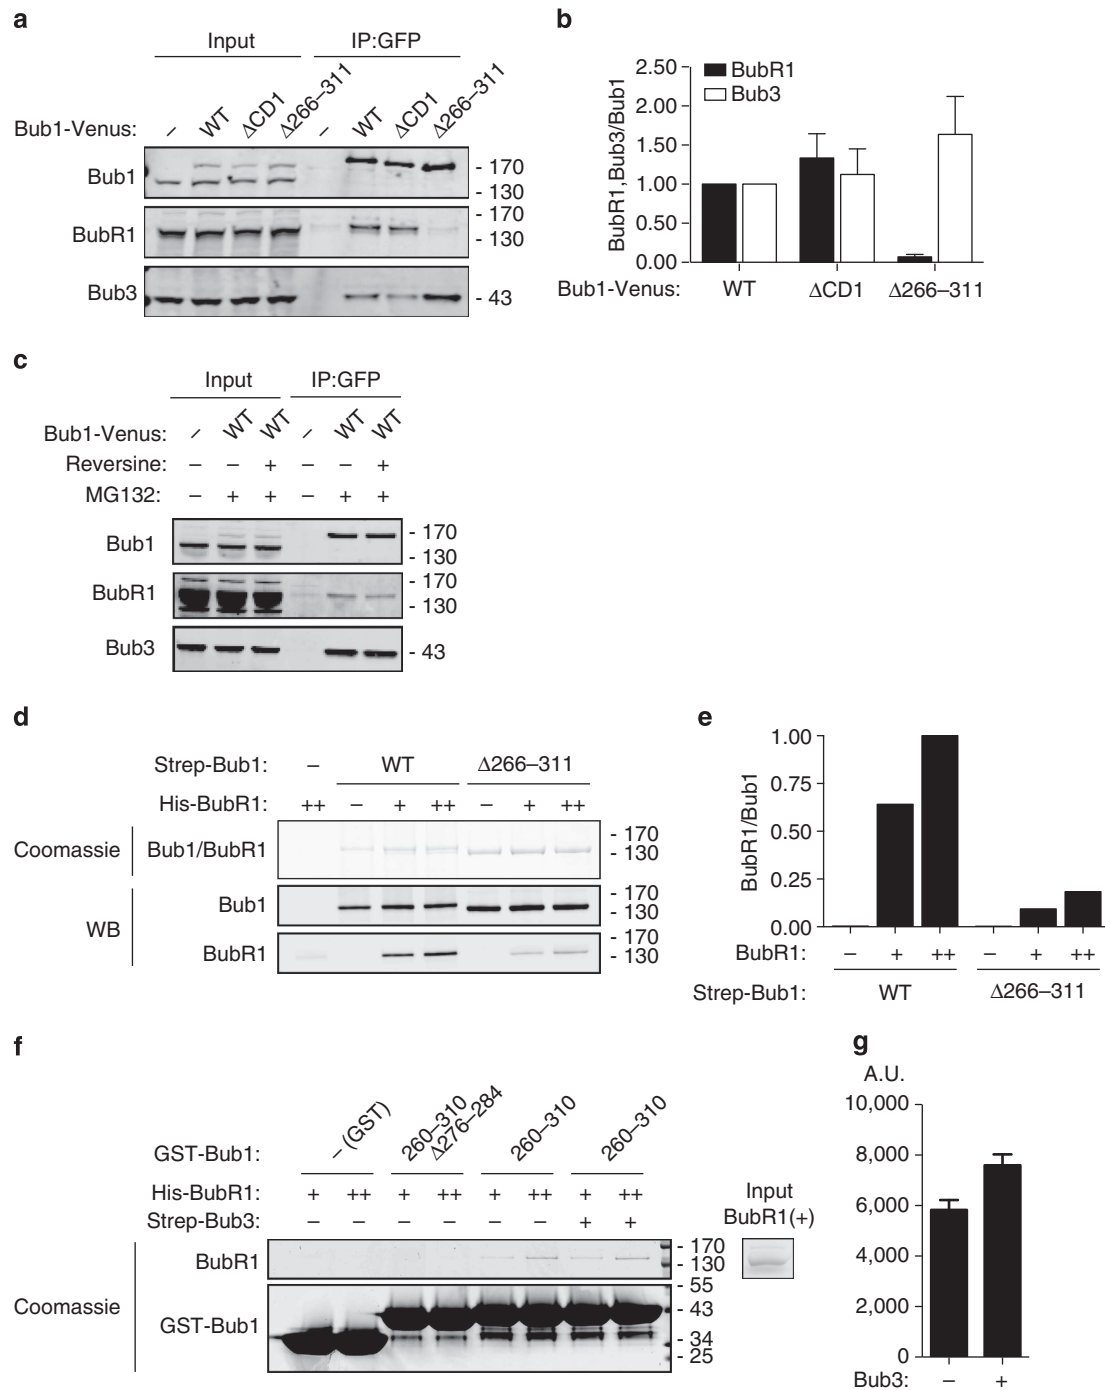 a
Input
IP:GFP
Bub1-Venus:
–
WT
ΔCD1
Δ266–311
–
WT
ΔCD1
Δ266–311
Bub1
- 170
- 130
BubR1
- 170
- 130
Bub3
- 43
b
BubR1,Bub3/Bub1
2.50
2.00
1.50
1.00
0.50
0.00
BubR1
Bub3
Bub1-Venus:
WT
ΔCD1
Δ266–311
c
Input
IP:GFP
Bub1-Venus: – WT WT – WT WT
Reversine: – – + – – +
MG132: – + + – + +
Bub1
- 170
- 130
BubR1
- 170
- 130
Bub3
- 43
d
Strep-Bub1: – WT Δ266–311
His-BubR1: ++ – + ++ – + ++
Coomassie
Bub1/BubR1
- 170
- 130
WB
Bub1
- 170
- 130
BubR1
- 170
- 130
e
BubR1/Bub1
1.00
0.75
0.50
0.25
0.00
BubR1: – + ++ – + ++
Strep-Bub1: WT Δ266–311
f
GST-Bub1:
– (GST)
260–310
Δ276–284
260–310
260–310
His-BubR1: + ++ + ++ + ++ + ++
Strep-Bub3: – – – – – – + +
Input
BubR1(+)
Coomassie
BubR1
- 170
- 130
GST-Bub1
- 55
- 43
- 34
- 25
g
A.U.
10,000
8,000
6,000
4,000
2,000
0
Bub3: – +